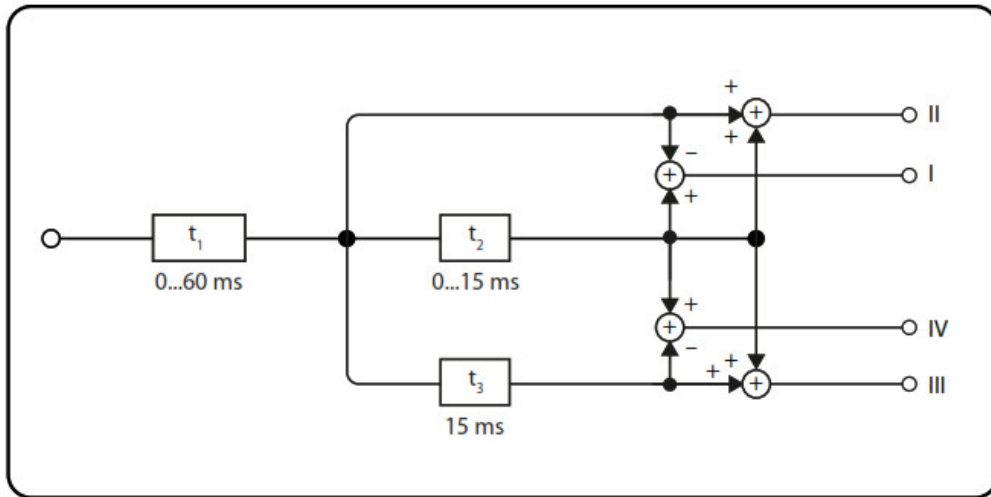 +
+ II
+
−
+ I
+
t₁
t₂
0...60 ms
0...15 ms
+
+ IV
−
+
+
+ III
t₃
15 ms